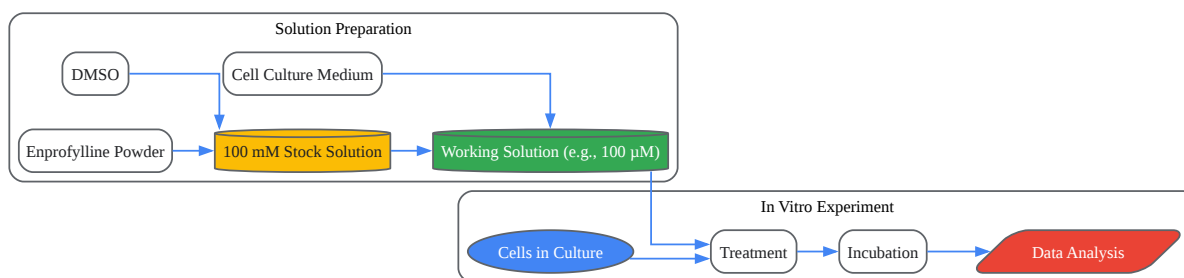 Solution Preparation
DMSO
Cell Culture Medium
Enprofylline Powder
100 mM Stock Solution
Working Solution (e.g., 100 µM)
In Vitro Experiment
Cells in Culture
Treatment
Incubation
Data Analysis